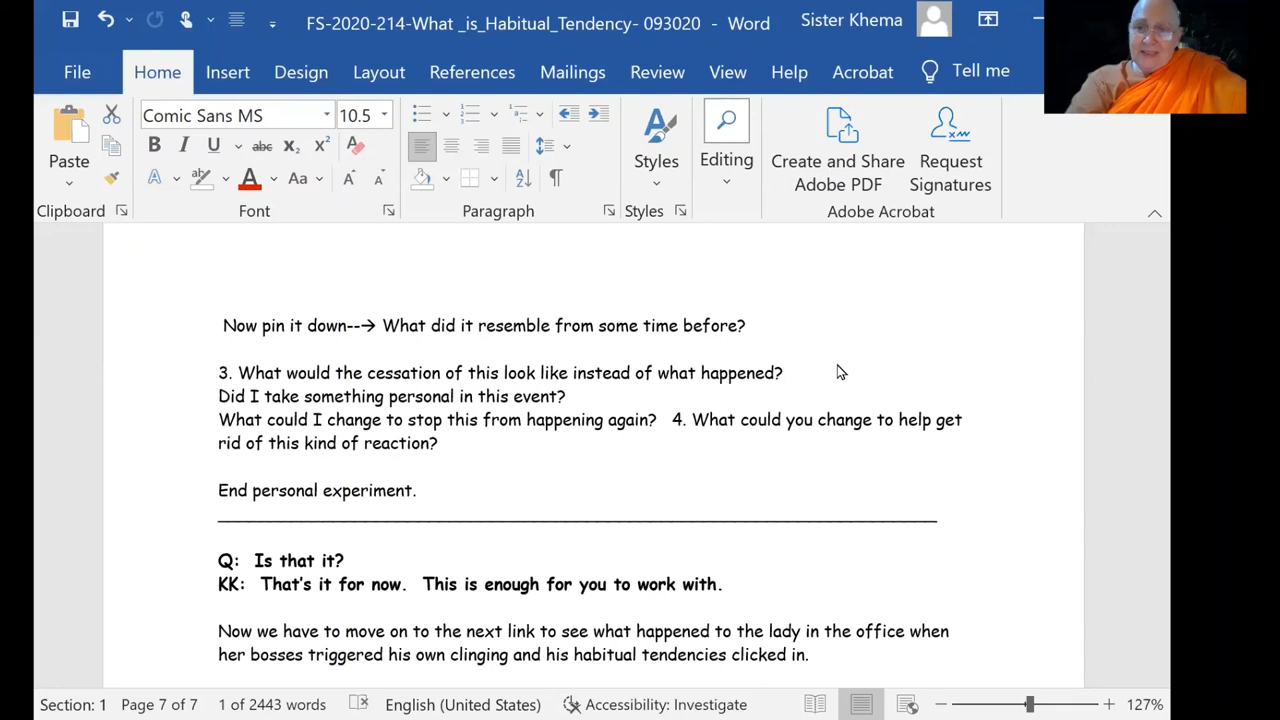 FS-2020-214-What _is_Habitual_Tendency- 093020 - Word
Sister Khema
File Home Insert Design Layout References Mailings Review View Help Acrobat Tell me
Comic Sans MS 10.5
Paste
B I U abc x₂ x²
A ab A Aa A A
Styles
Editing
Create and Share Adobe PDF
Request Signatures
Clipboard Font Paragraph Styles Adobe Acrobat
Now pin it down--→ What did it resemble from some time before?
3. What would the cessation of this look like instead of what happened?
Did I take something personal in this event?
What could I change to stop this from happening again? 4. What could you change to help get
rid of this kind of reaction?
End personal experiment.
Q: Is that it?
KK: That's it for now. This is enough for you to work with.
Now we have to move on to the next link to see what happened to the lady in the office when
her bosses triggered his own clinging and his habitual tendencies clicked in.
Section: 1 Page 7 of 7 1 of 2443 words English (United States) Accessibility: Investigate 127%